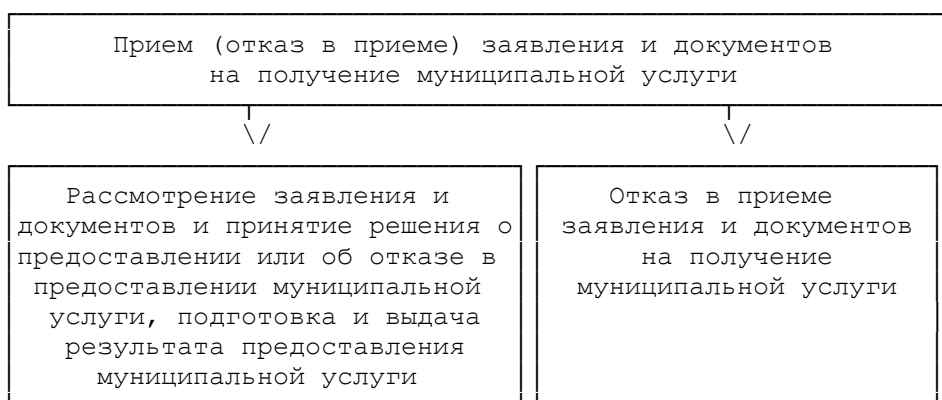 Прием (отказ в приеме) заявления и документов
на получение муниципальной услуги
Рассмотрение заявления и
документов и принятие решения о
предоставлении или об отказе в
предоставлении муниципальной
услуги, подготовка и выдача
результата предоставления
муниципальной услуги
Отказ в приеме
заявления и документов
на получение
муниципальной услуги